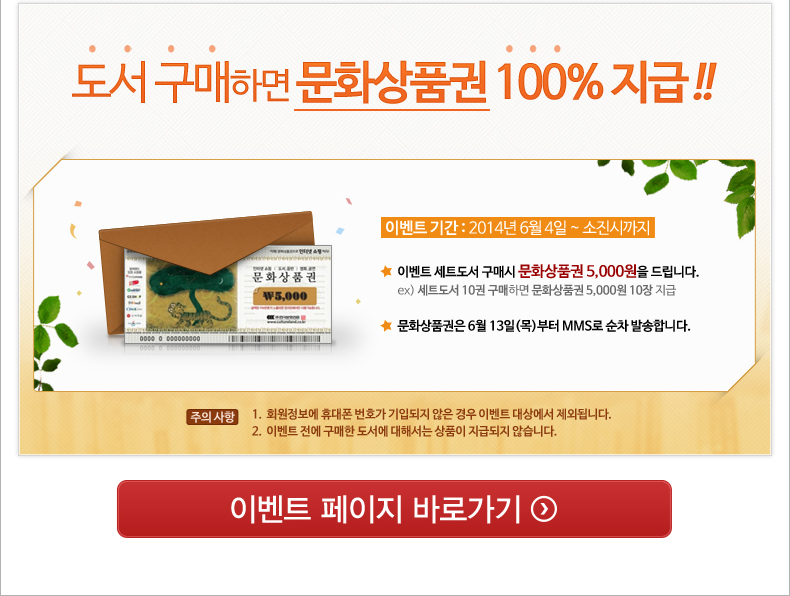 도서 구매하면 문화상품권 100% 지급!!
이벤트 기간 : 2014년 6월 4일 ~ 소진시까지
이벤트 세트도서 구매시 문화상품권 5,000원을 드립니다.
ex) 세트도서 10권 구매하면 문화상품권 5,000원 10장 지급
문화상품권은 6월 13일(목)부터 MMS로 순차 발송합니다.
문화상품권
₩5,000
www.cultureland.co.kr
0000 0 000000000
주의 사항
1. 회원정보에 휴대폰 번호가 기입되지 않은 경우 이벤트 대상에서 제외됩니다.
2. 이벤트 전에 구매한 도서에 대해서는 상품이 지급되지 않습니다.
이벤트 페이지 바로가기